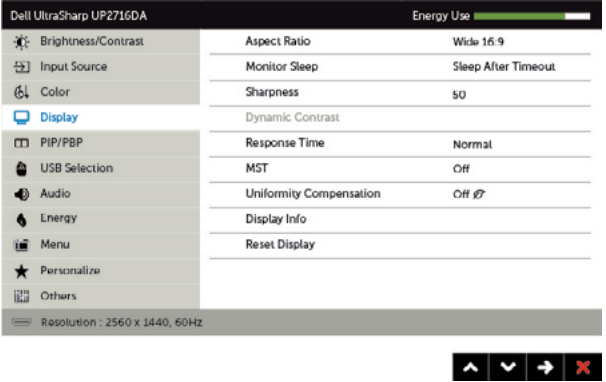 Dell UltraSharp UP2716DA Energy Use
Brightness/Contrast Aspect Ratio Wide 16:9
Input Source Monitor Sleep Sleep After Timeout
Color Sharpness 50
Display Dynamic Contrast
PIP/PBP Response Time Normal
USB Selection MST Off
Audio Uniformity Compensation Off
Energy Display Info
Menu Reset Display
Personalize
Others
Resolution : 2560 x 1440, 60Hz